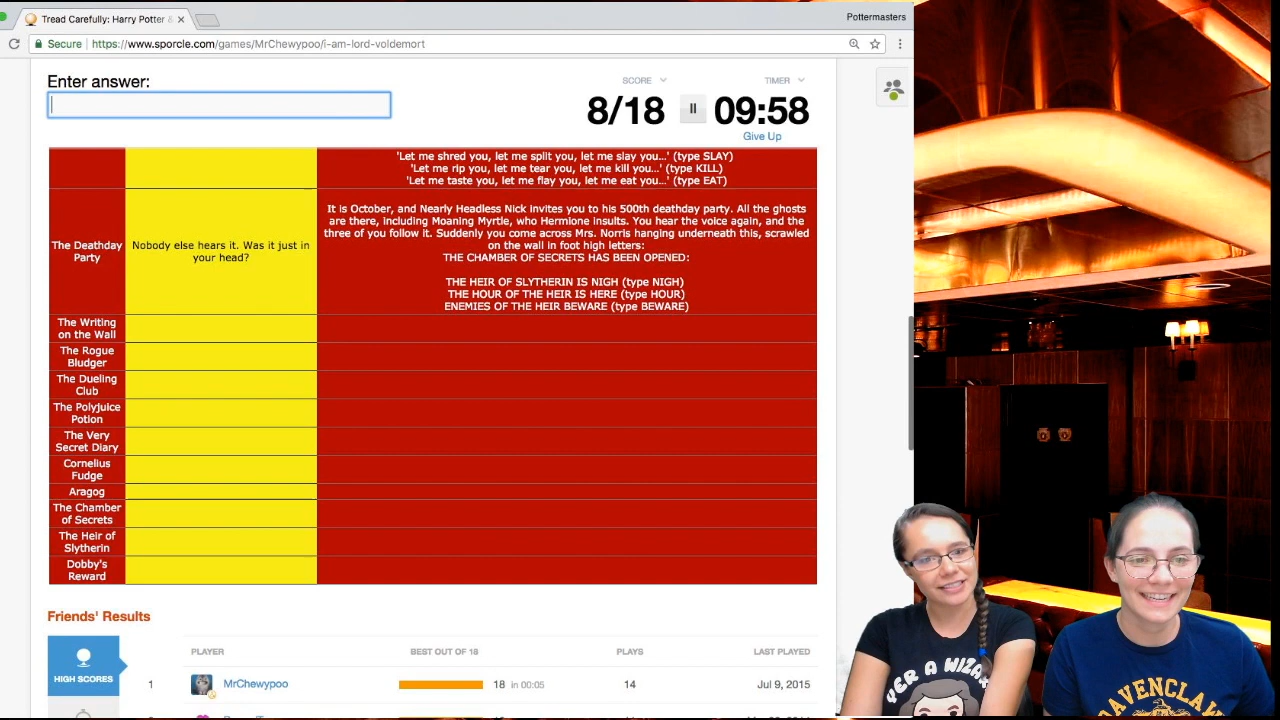 Tread Carefully: Harry Potter &
Pottermasters
Secure https://www.sporcle.com/games/MrChewypoo/i-am-lord-voldemort
Enter answer:
SCORE
TIMER
8/18
09:58
Give Up
'Let me shred you, let me split you, let me slay you...' (type SLAY)
'Let me rip you, let me tear you, let me kill you...' (type KILL)
'Let me taste you, let me flay you, let me eat you...' (type EAT)
The Deathday
Party
Nobody else hears it. Was it just in
your head?
It is October, and Nearly Headless Nick invites you to his 500th deathday party. All the ghosts
are there, including Moaning Myrtle, who Hermione insults. You hear the voice again, and the
three of you follow it. Suddenly you come across Mrs. Norris hanging underneath this, scrawled
on the wall in foot high letters:
THE CHAMBER OF SECRETS HAS BEEN OPENED:
THE HEIR OF SLYTHERIN IS NIGH (type NIGH)
THE HOUR OF THE HEIR IS HERE (type HOUR)
ENEMIES OF THE HEIR BEWARE (type BEWARE)
The Writing
on the Wall
The Rogue
Bludger
The Dueling
Club
The Polyjuice
Potion
The Very
Secret Diary
Cornelius
Fudge
Aragog
The Chamber
of Secrets
The Heir of
Slytherin
Dobby's
Reward
Friends' Results
HIGH SCORES
PLAYER
BEST OUT OF 18
PLAYS
LAST PLAYED
1
MrChewypoo
18 in 00:05
14
Jul 9, 2015
YER A WIZA
RAVENCLAW